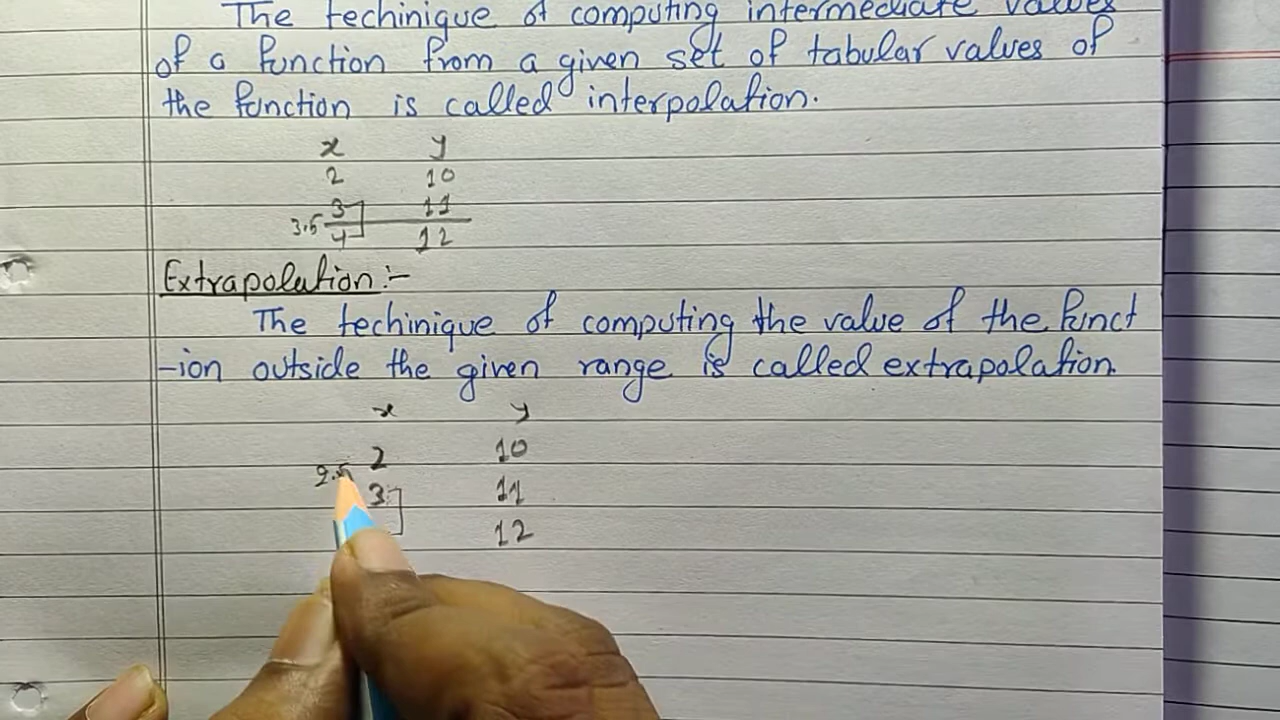 The techinique of computing intermediate values
of a function from a given set of tabular values of
the function is called interpolation.
x y
2 10
3 11
3.5
4 12
Extrapolation :-
The techinique of computing the value of the funct
-ion outside the given range is called extrapolation.
x y
2 10
3 11
12